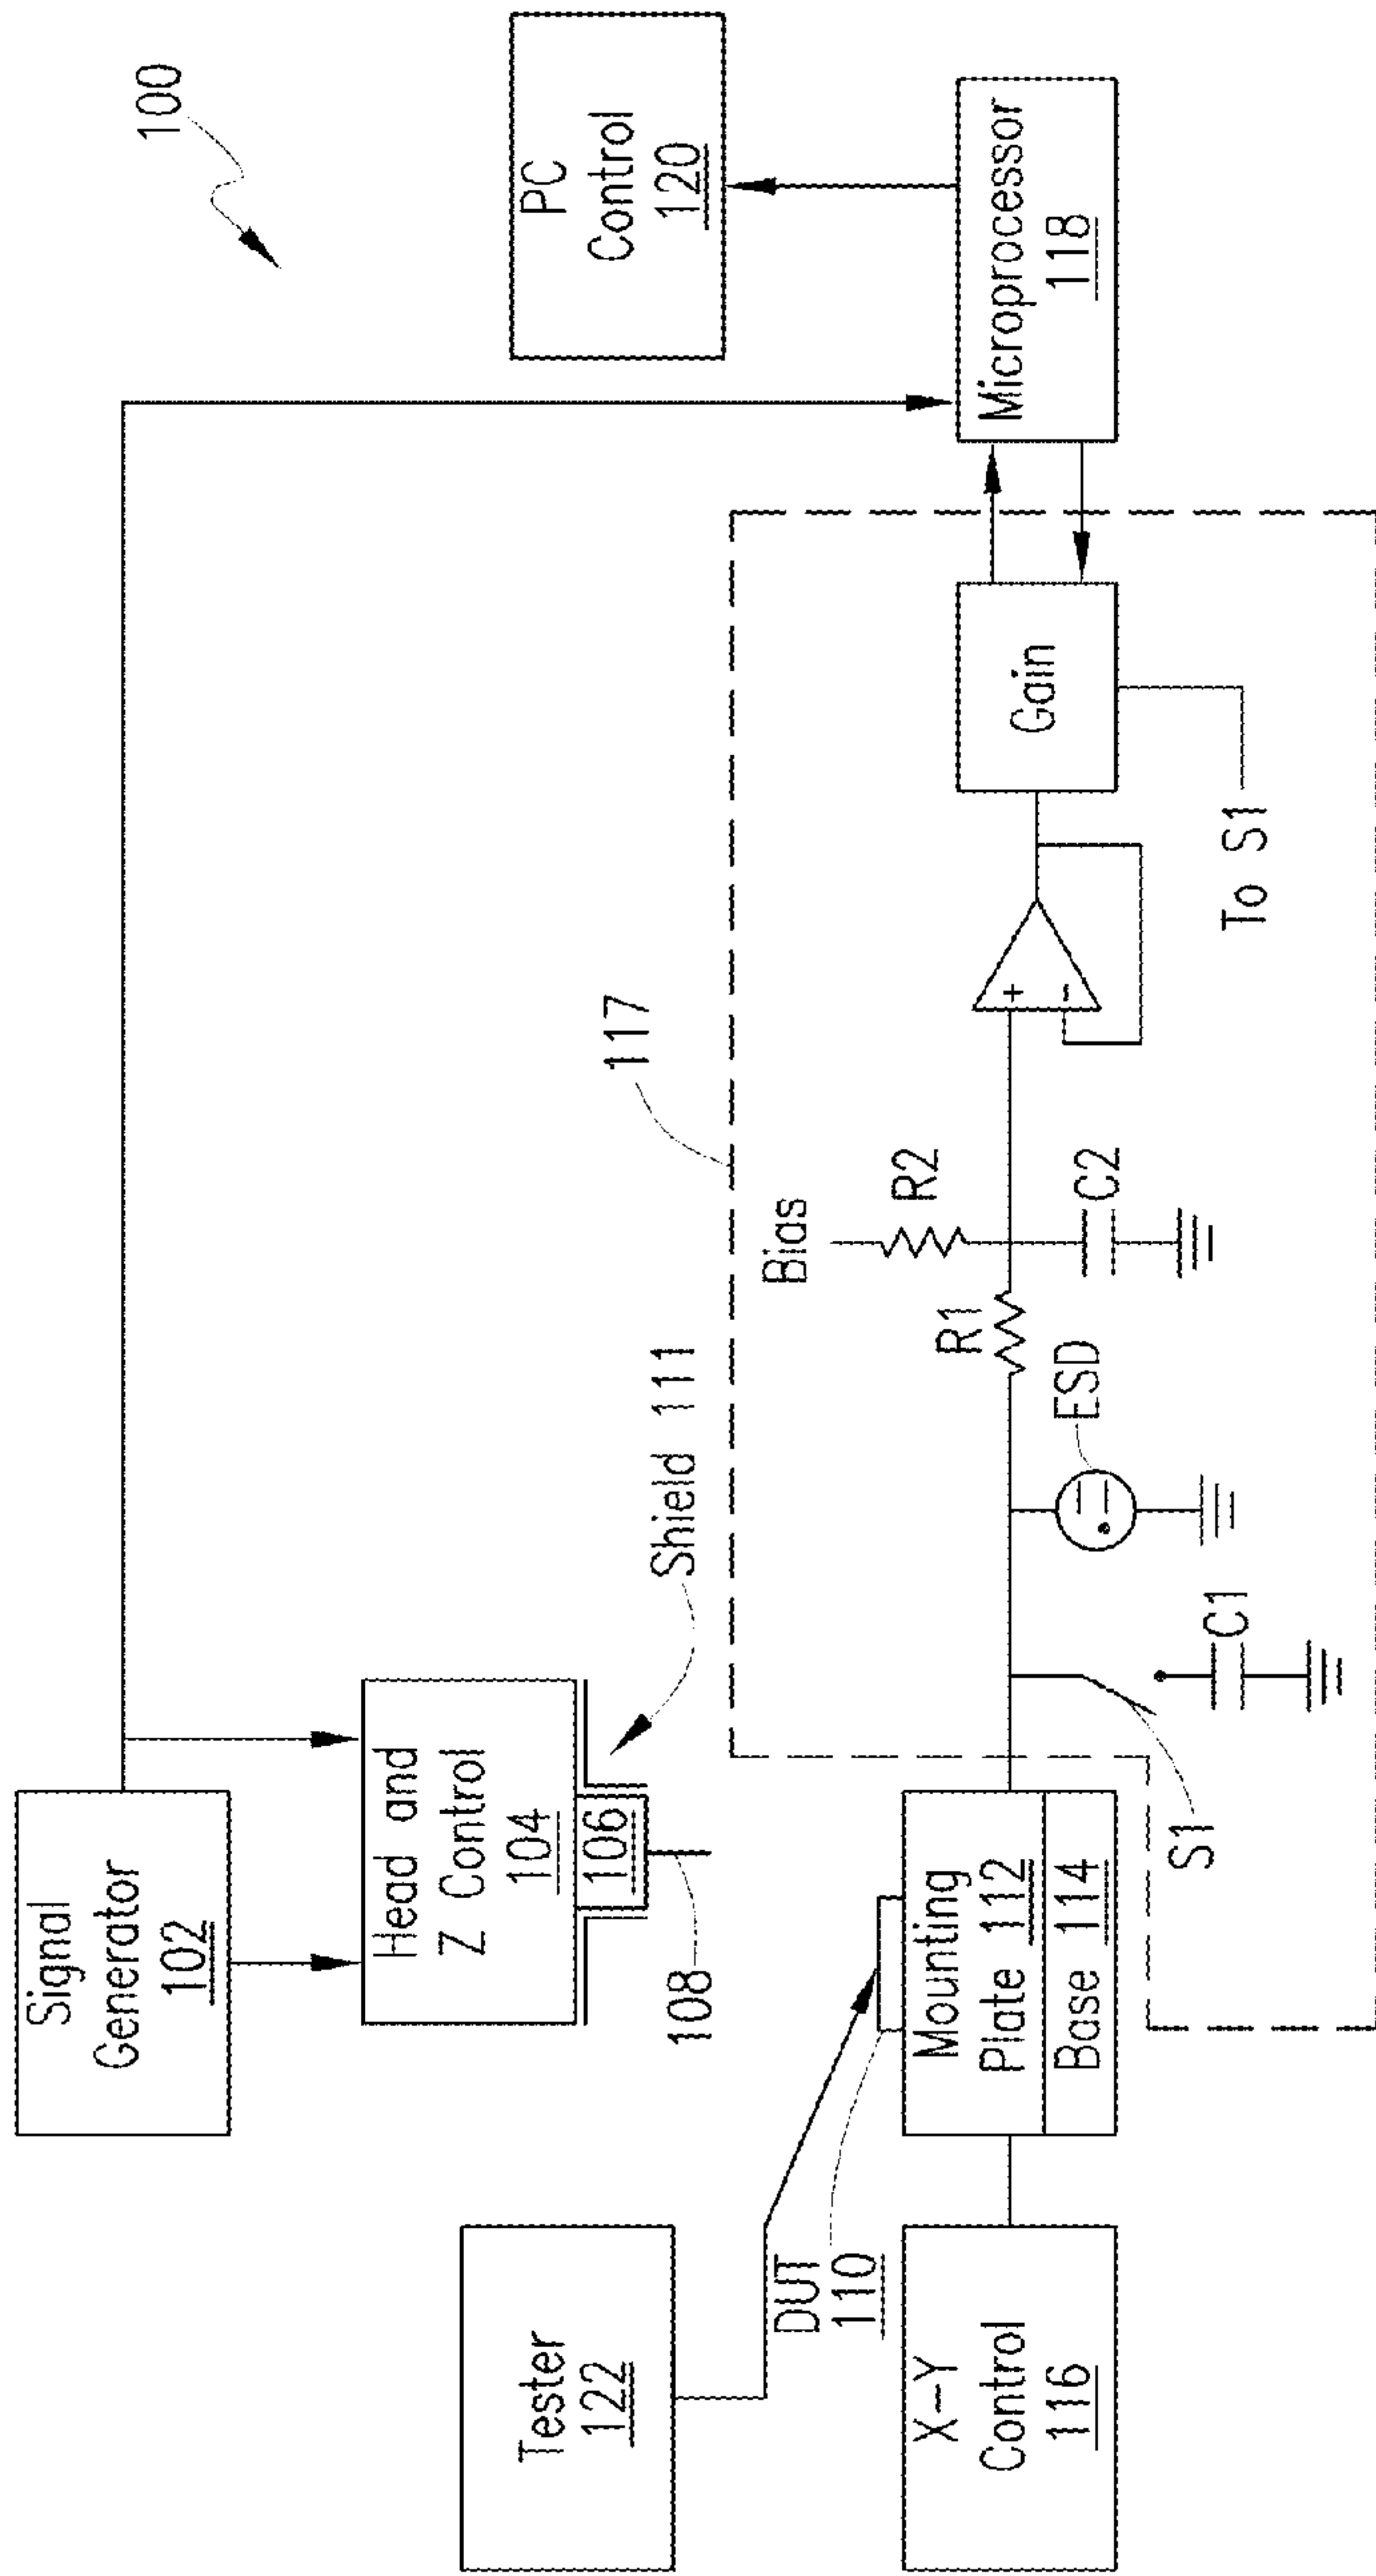 100
Signal
Generator
102
Head and
Z Control
104
106
108
Shield 111
PC
Control
120
Tester
122
DUT
110
117
X-Y
Control
116
Mounting
Plate 112
Base 114
S1
C1
ESD
R1
Bias
R2
C2
+
-
Gain
To S1
Microprocessor
118